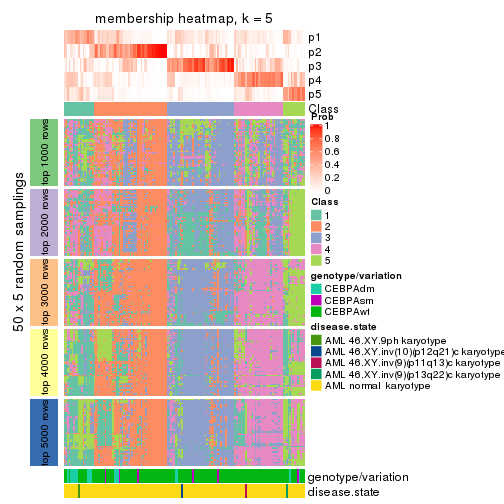 membership heatmap, k = 5
p1
p2
p3
p4
p5
Class
Prob
1
0.8
0.6
0.4
0.2
0
Class
1
2
3
4
5
genotype/variation
CEBPAdm
CEBPAsm
CEBPAwt
disease.state
AML 46.XY.9ph karyotype
AML 46.XY.inv(10)(p12q21)c karyotype
AML 46.XY.inv(9)(p11q13)c karyotype
AML 46.XY.inv(9)(p13q22)c karyotype
AML normal karyotype
50 x 5 random samplings
top 1000 rows
top 2000 rows
top 3000 rows
top 4000 rows
top 5000 rows
genotype/variation
disease.state